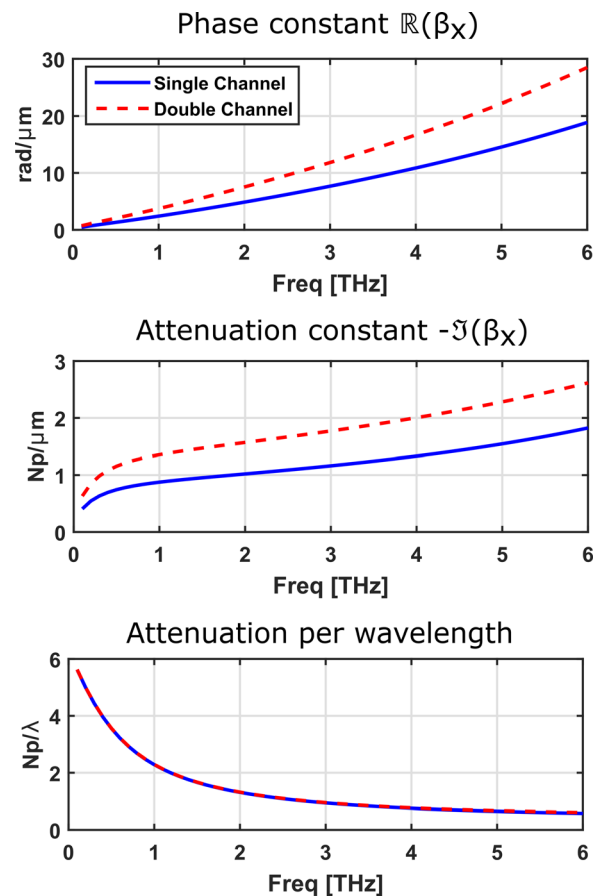 Phase constant ℝ(βx)
30
20
10
0
rad/μm
Single Channel
Double Channel
0 1 2 3 4 5 6
Freq [THz]
Attenuation constant -ℑ(βx)
3
2
1
0
Np/μm
0 1 2 3 4 5 6
Freq [THz]
Attenuation per wavelength
6
4
2
0
Np/λ
0 1 2 3 4 5 6
Freq [THz]